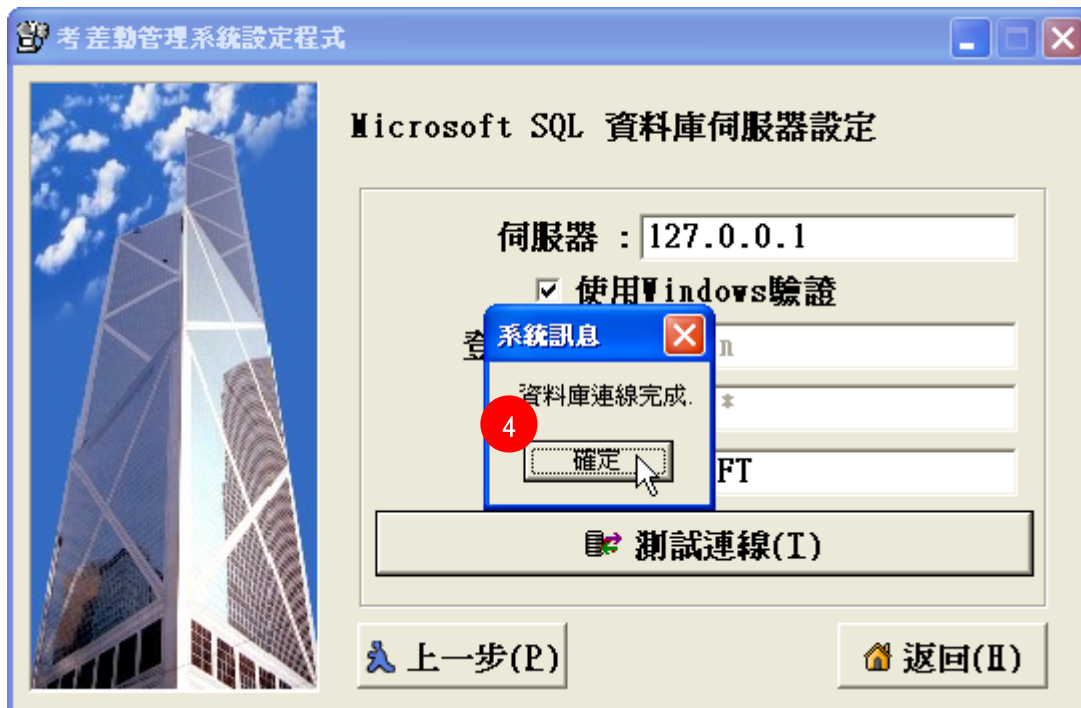 考差勤管理系統設定程式
Microsoft SQL 資料庫伺服器設定
伺服器 : 127.0.0.1
使用Windows驗證
系統訊息
登
n
資料庫連線完成.
*
4
確定
FT
測試連線(T)
上一步(P)
返回(H)